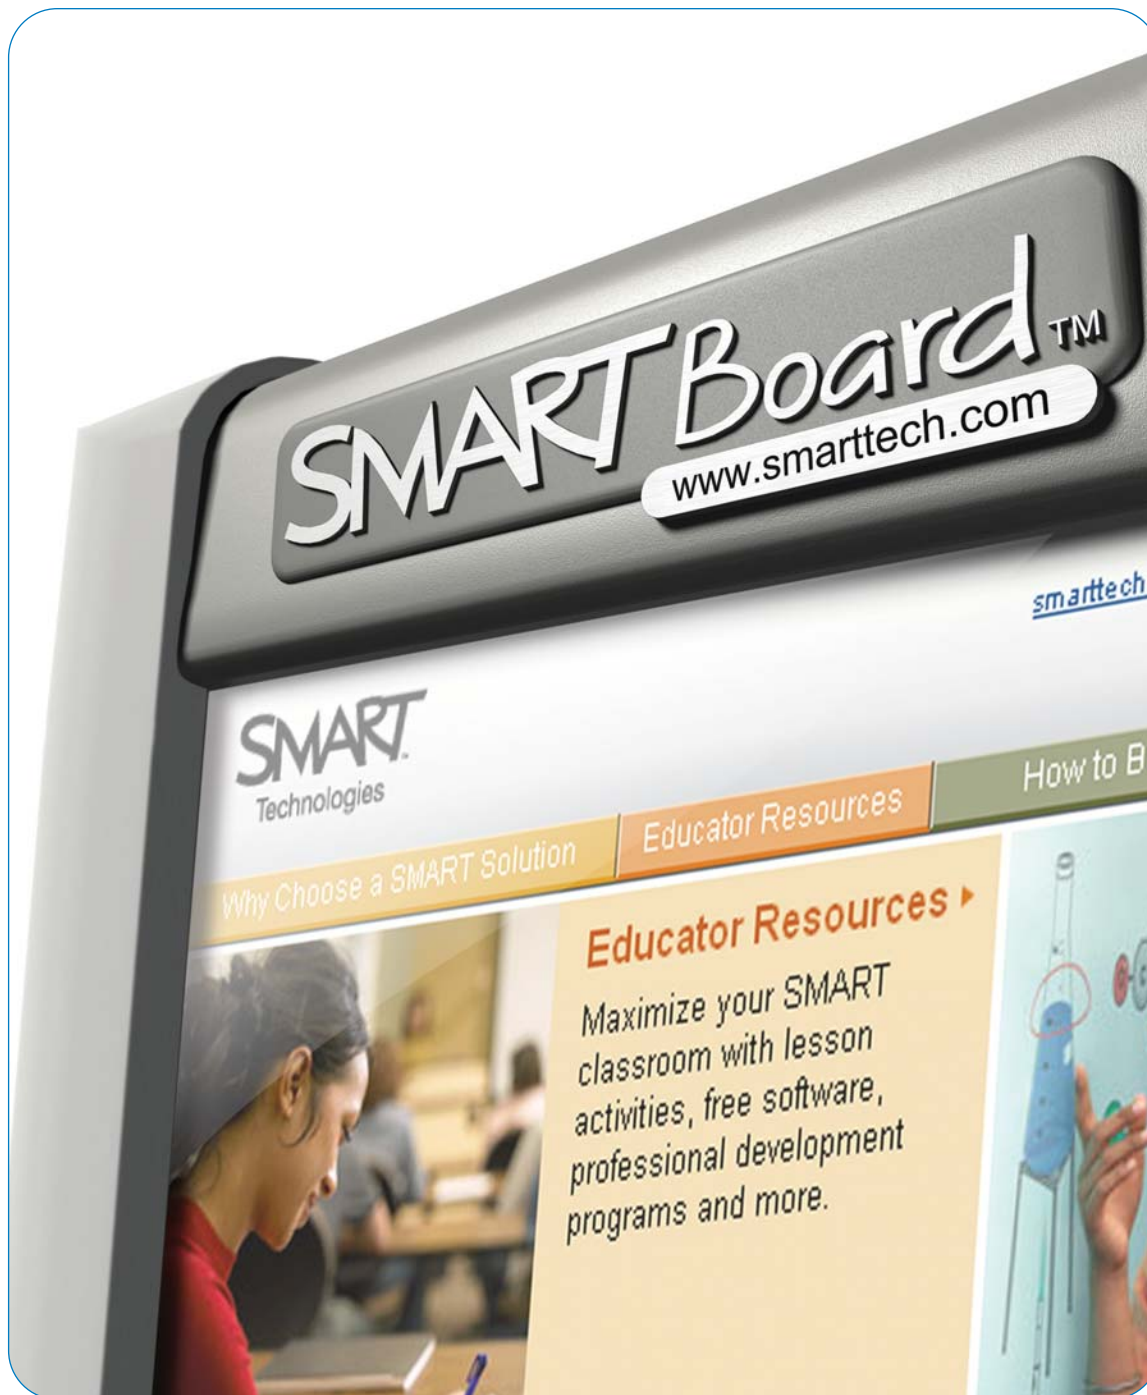 SMART Board™
www.smarttech.com
smarttech
SMART™
Technologies
Why Choose a SMART Solution
Educator Resources
How to B
Educator Resources
Maximize your SMART
classroom with lesson
activities, free software,
professional development
programs and more.